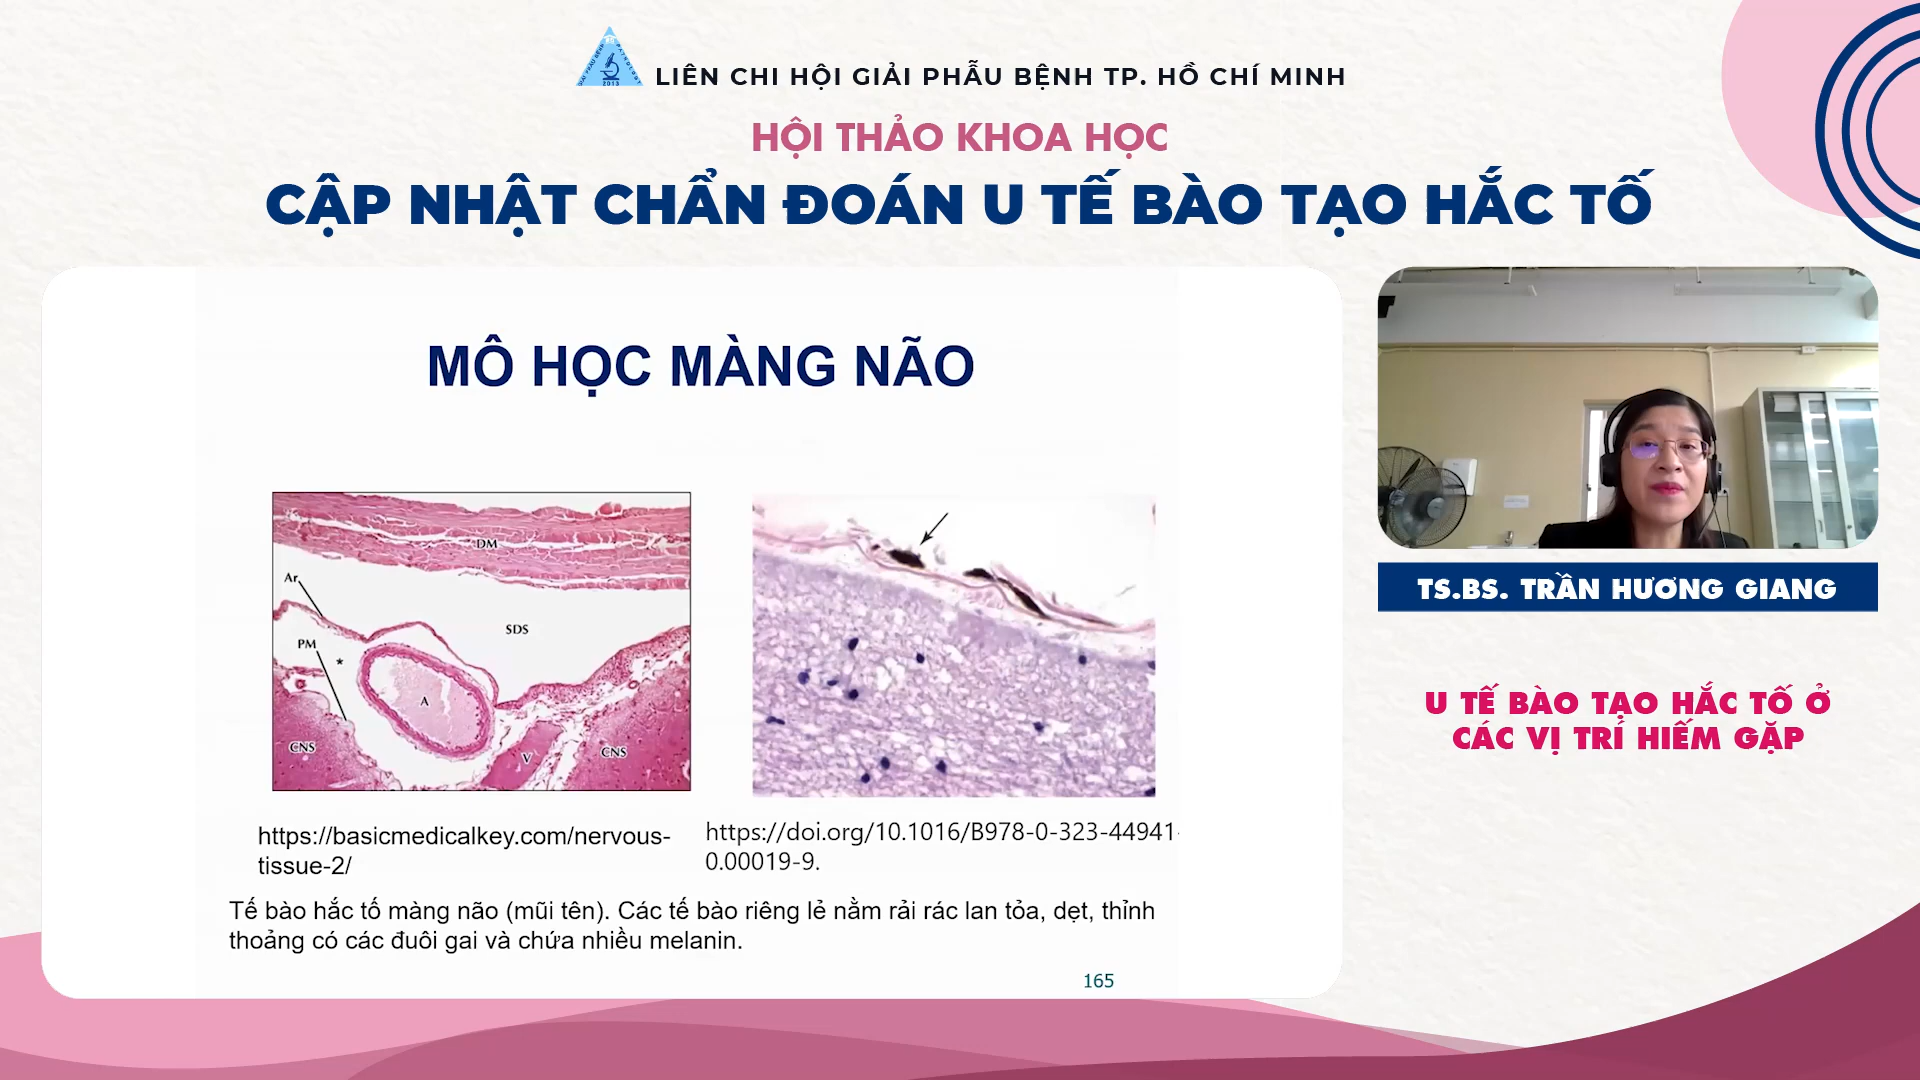 LIÊN CHI HỘI GIẢI PHẪU BỆNH TP. HỒ CHÍ MINH
HỘI THẢO KHOA HỌC
CẬP NHẬT CHẨN ĐOÁN U TẾ BÀO TẠO HẮC TỐ
MÔ HỌC MÀNG NÃO
DM
Ar
SDS
PM
*
A
CNS
V
CNS
https://basicmedicalkey.com/nervous-
tissue-2/
https://doi.org/10.1016/B978-0-323-44941-
0.00019-9.
Tế bào hắc tố màng não (mũi tên). Các tế bào riêng lẻ nằm rải rác lan tỏa, dẹt, thỉnh
thoảng có các đuôi gai và chứa nhiều melanin.
165
TS.BS. TRẦN HƯƠNG GIANG
U TẾ BÀO TẠO HẮC TỐ Ở
CÁC VỊ TRÍ HIẾM GẶP
2013